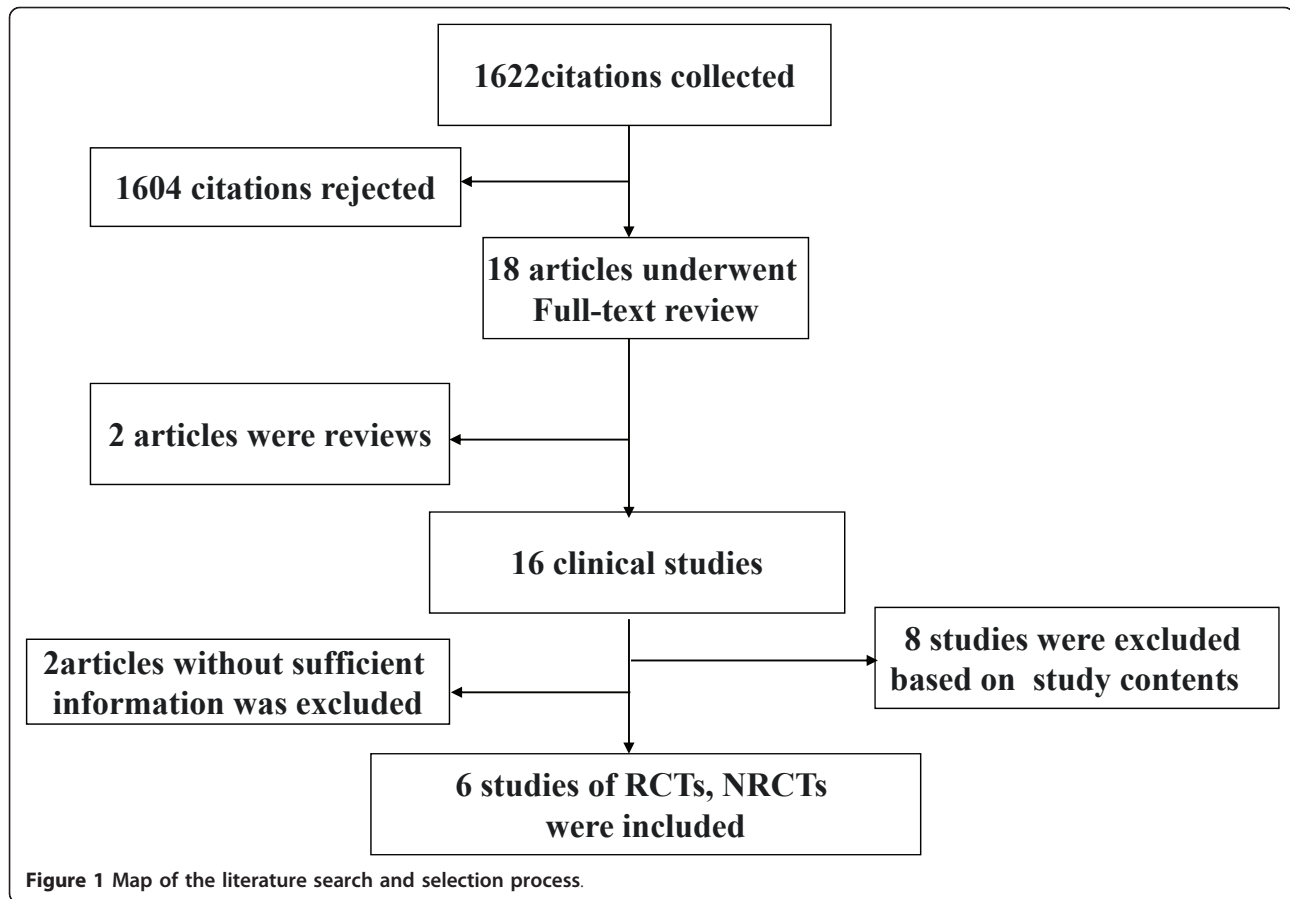 1622citations collected
1604 citations rejected
18 articles underwent
Full-text review
2 articles were reviews
16 clinical studies
2articles without sufficient
information was excluded
8 studies were excluded
based on study contents
6 studies of RCTs, NRCTs
were included
Figure 1 Map of the literature search and selection process.